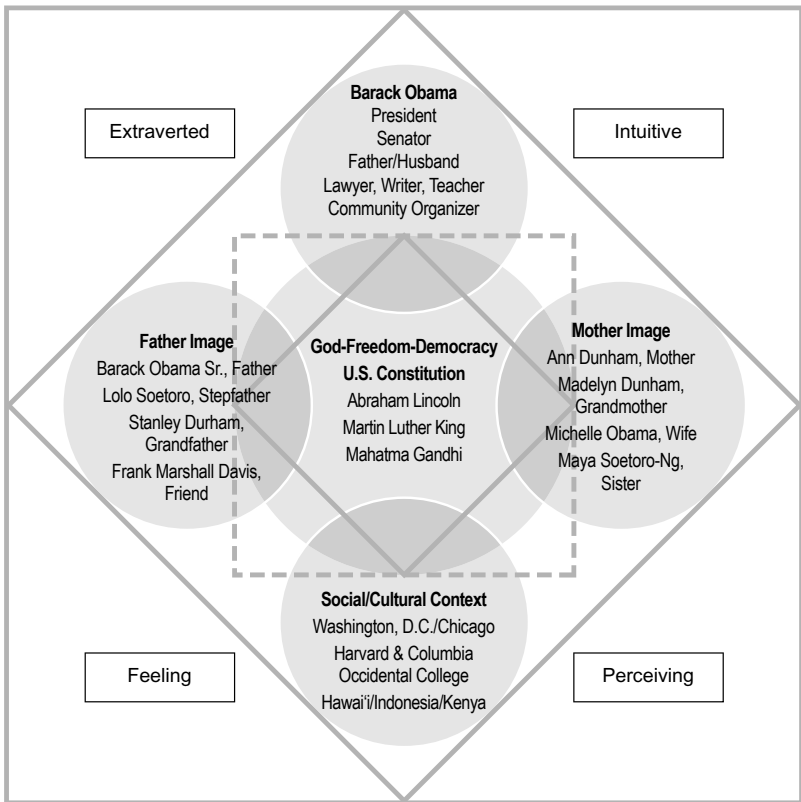 Extraverted
Intuitive
Barack Obama
President
Senator
Father/Husband
Lawyer, Writer, Teacher
Community Organizer
Father Image
Barack Obama Sr., Father
Lolo Soetoro, Stepfather
Stanley Durham,
Grandfather
Frank Marshall Davis,
Friend
God-Freedom-Democracy
U.S. Constitution
Abraham Lincoln
Martin Luther King
Mahatma Gandhi
Mother Image
Ann Dunham, Mother
Madelyn Dunham,
Grandmother
Michelle Obama, Wife
Maya Soetoro-Ng,
Sister
Social/Cultural Context
Washington, D.C./Chicago
Harvard & Columbia
Occidental College
Hawai‘i/Indonesia/Kenya
Feeling
Perceiving